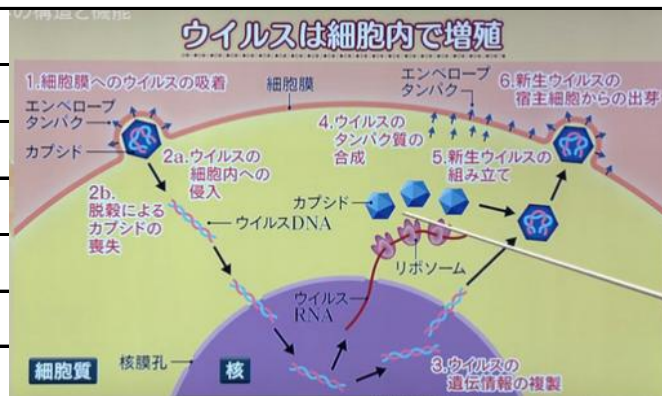 の構造と機能
ウイルスは細胞内で増殖
1.細胞膜へのウイルスの吸着
エンベロープ
タンパク
カプシド
細胞膜
エンベロープ
タンパク
6.新生ウイルスの
宿主細胞からの出芽
2a.ウイルスの
細胞内への
侵入
4.ウイルスの
タンパク質の
合成
5.新生ウイルスの
組み立て
2b.
脱殻による
カプシドの
喪失
ウイルスDNA
カプシド
リボソーム
ウイルス
RNA
核膜孔
細胞質
核
3.ウイルスの
遺伝情報の複製